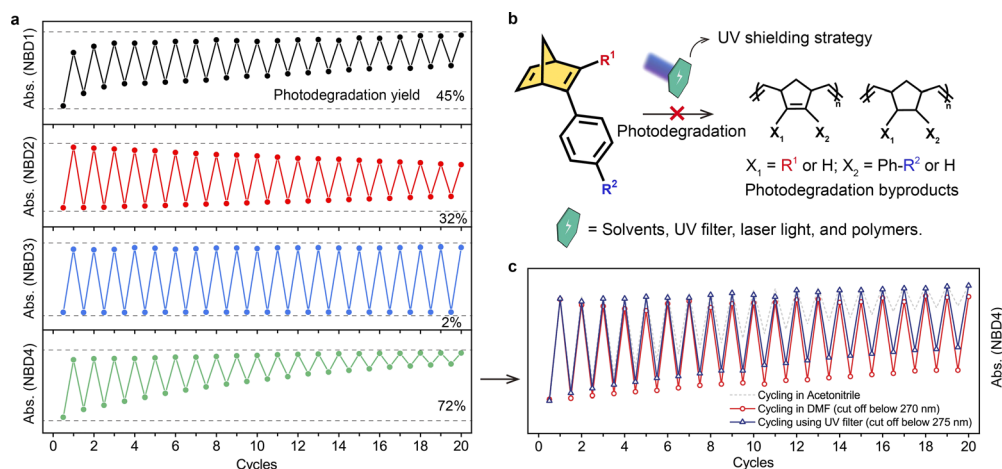 a
Abs. (NBD1)
Photodegradation yield 45%
Abs. (NBD2)
32%
Abs. (NBD3)
2%
Abs. (NBD4)
72%
0 2 4 6 8 10 12 14 16 18 20
Cycles
b
UV shielding strategy
R1
R2
Photodegradation
n
X1 X2
X1 X2
X1 = R1 or H; X2 = Ph-R2 or H
Photodegradation byproducts
= Solvents, UV filter, laser light, and polymers.
c
Abs. (NBD4)
Cycling in Acetonitrile
Cycling in DMF (cut off below 270 nm)
Cycling using UV filter (cut off below 275 nm)
0 2 4 6 8 10 12 14 16 18 20
Cycles